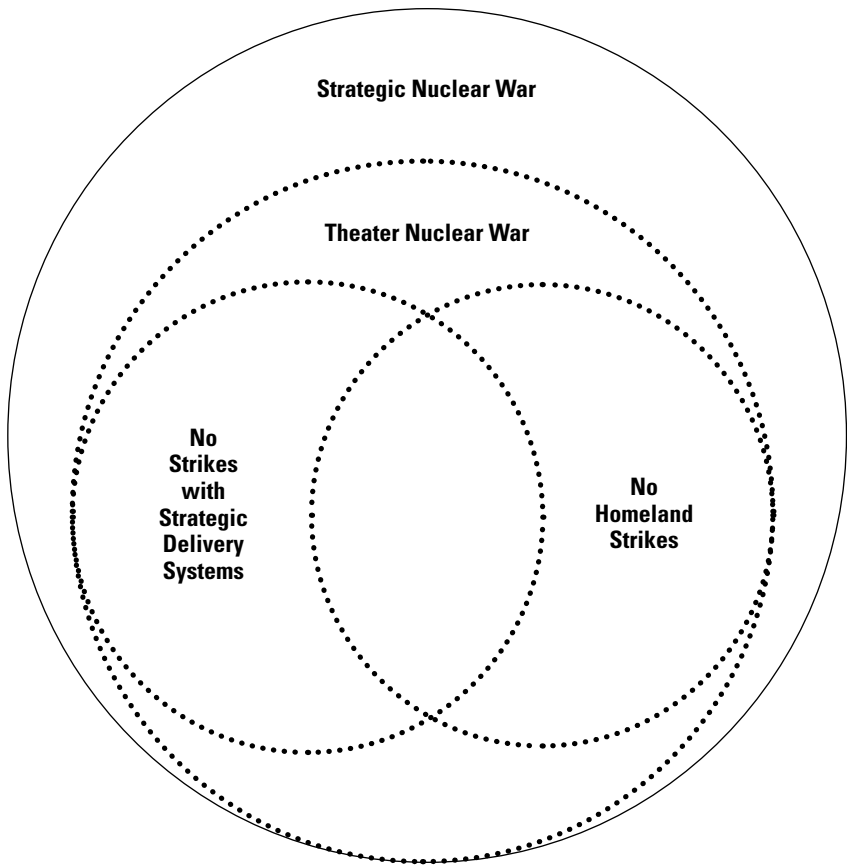 Strategic Nuclear War
Theater Nuclear War
No
Strikes
with
Strategic
Delivery
Systems
No
Homeland
Strikes